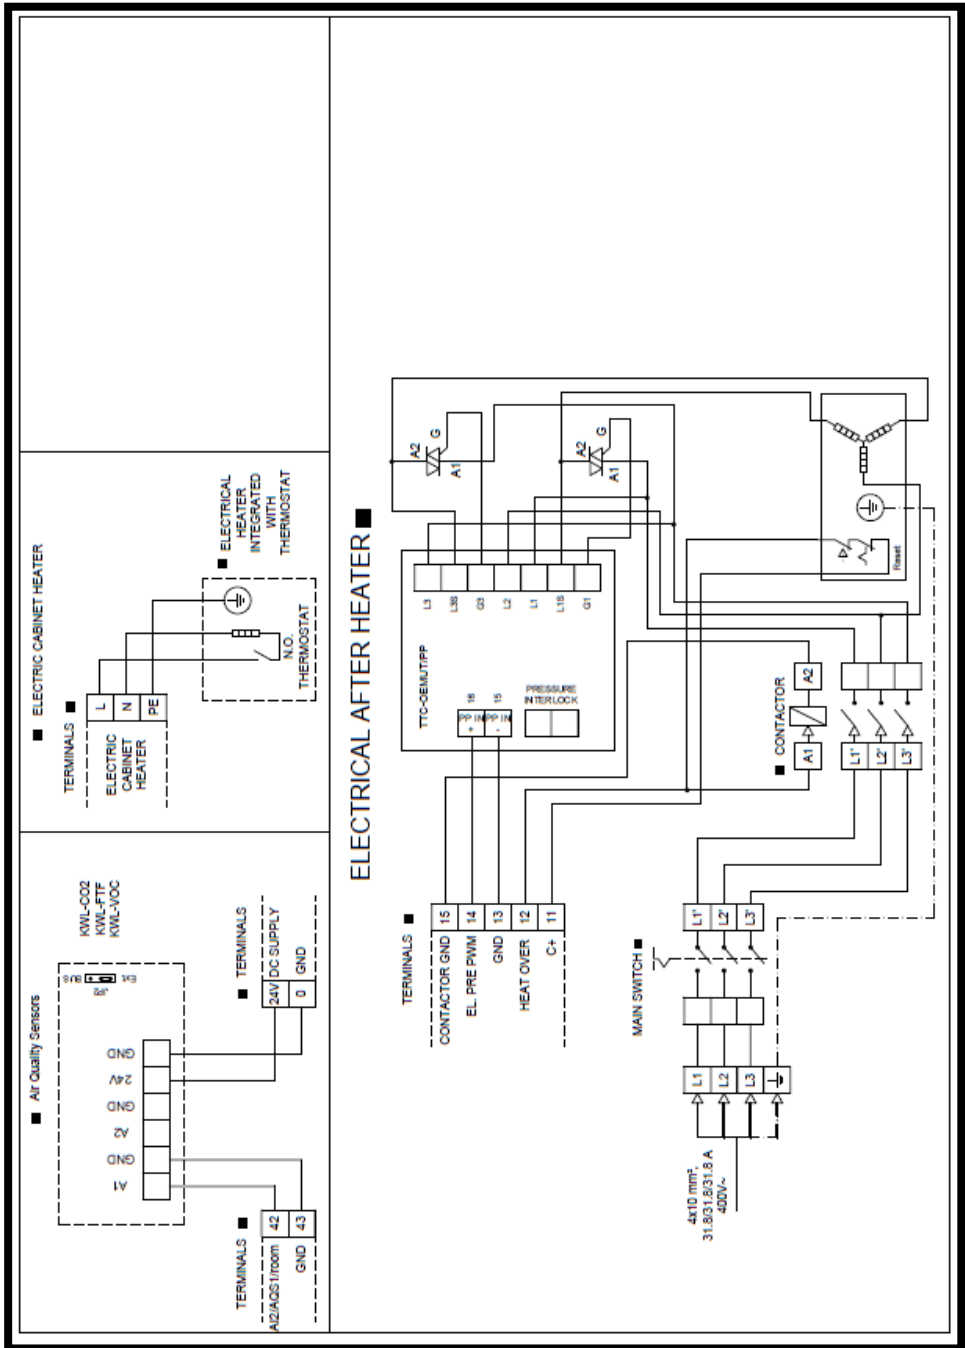 Air Quality Sensors
KWL-CO2
KWL-FTF
KWL-VOC
A1
GND
A2
GND
24V
GND
TERMINALS
AI2/AQS1/room
42
GND
43
TERMINALS
24V
DC SUPPLY
0
GND
ELECTRIC CABINET HEATER
TERMINALS
ELECTRIC
CABINET
HEATER
L
N
PE
ELECTRICAL
HEATER
INTEGRATED
WITH
THERMOSTAT
N.O.
THERMOSTAT
ELECTRICAL AFTER HEATER
TERMINALS
CONTACTOR GND
15
EL. PRE PWM
14
GND
13
HEAT OVER
12
C+
11
TTC-OEMUT/PP
PP IN
+
16
PP IN
-
15
PRESSURE
INTERLOCK
L3
L3S
G3
L2
L1
L1S
G1
A2
G
A1
A2
G
A1
Reset
CONTACTOR
A1
A2
L1'
L2'
L3'
MAIN SWITCH
L1
L2
L3
L1'
L2'
L3'
4x10 mm²,
31.8/31.8/31.8 A
400V~